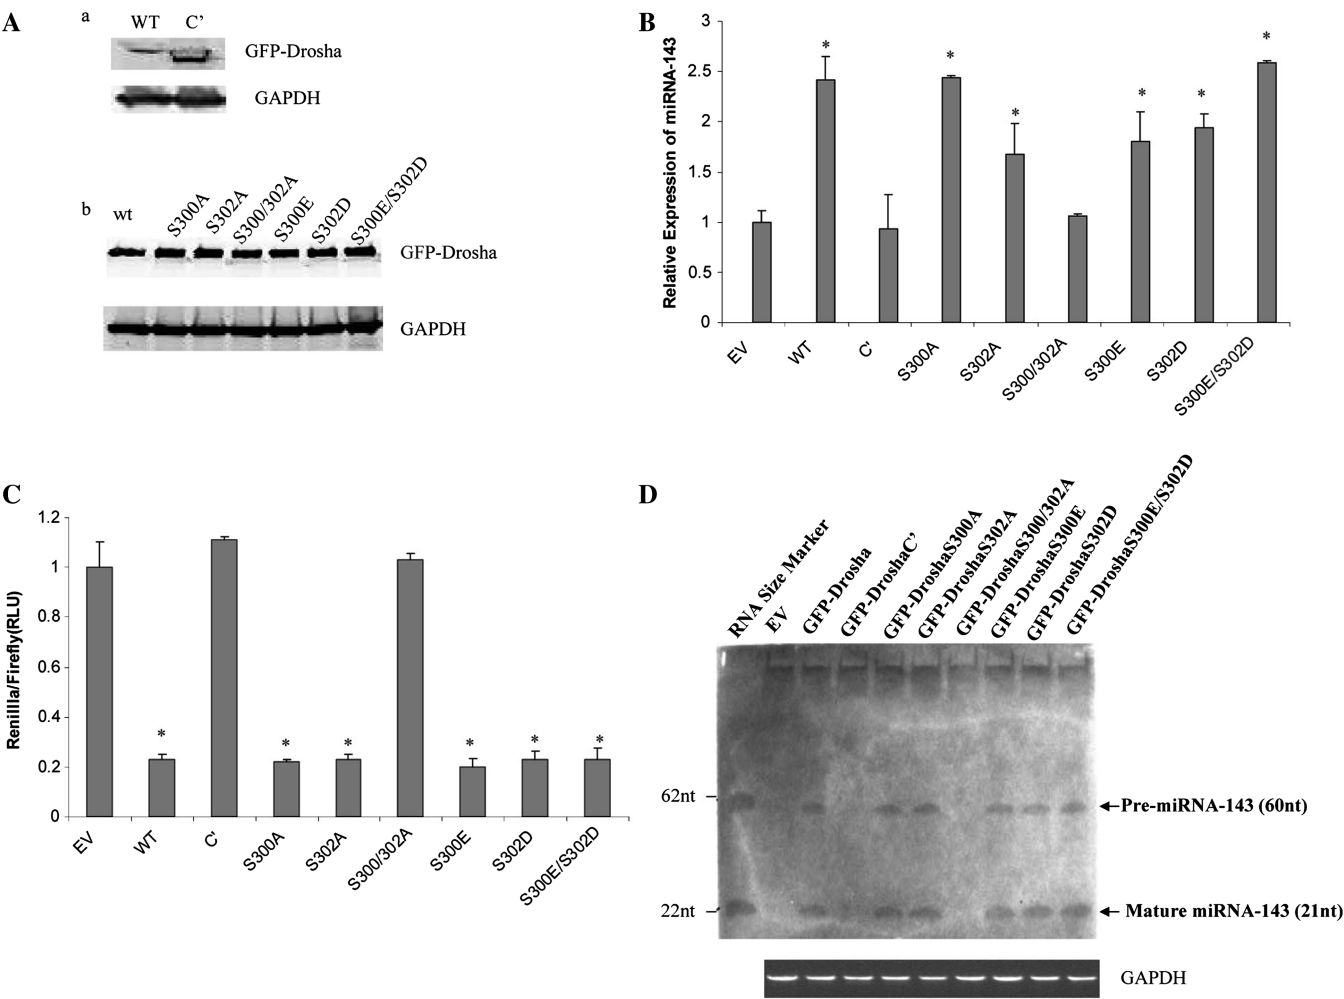 A
a
WT C’
GFP-Drosha
GAPDH
b
wt S300A S302A S300/302A S300E S302D S300E/S302D
GFP-Drosha
GAPDH
B
Relative Expression of miRNA-143
3
2.5
2
1.5
1
0.5
0
* * * * * *
EV WT C' S300A S302A S300/302A S300E S302D S300E/S302D
C
Renillla/Firefly(RLU)
1.2
1
0.8
0.6
0.4
0.2
0
* * * * * *
EV WT C' S300A S302A S300/302A S300E S302D S300E/S302D
D
RNA Size Marker
EV
GFP-Drosha
GFP-DroshaC’
GFP-DroshaS300A
GFP-DroshaS302A
GFP-DroshaS300/302A
GFP-DroshaS300E
GFP-DroshaS302D
GFP-DroshaS300E/S302D
62nt
Pre-miRNA-143 (60nt)
22nt
Mature miRNA-143 (21nt)
GAPDH